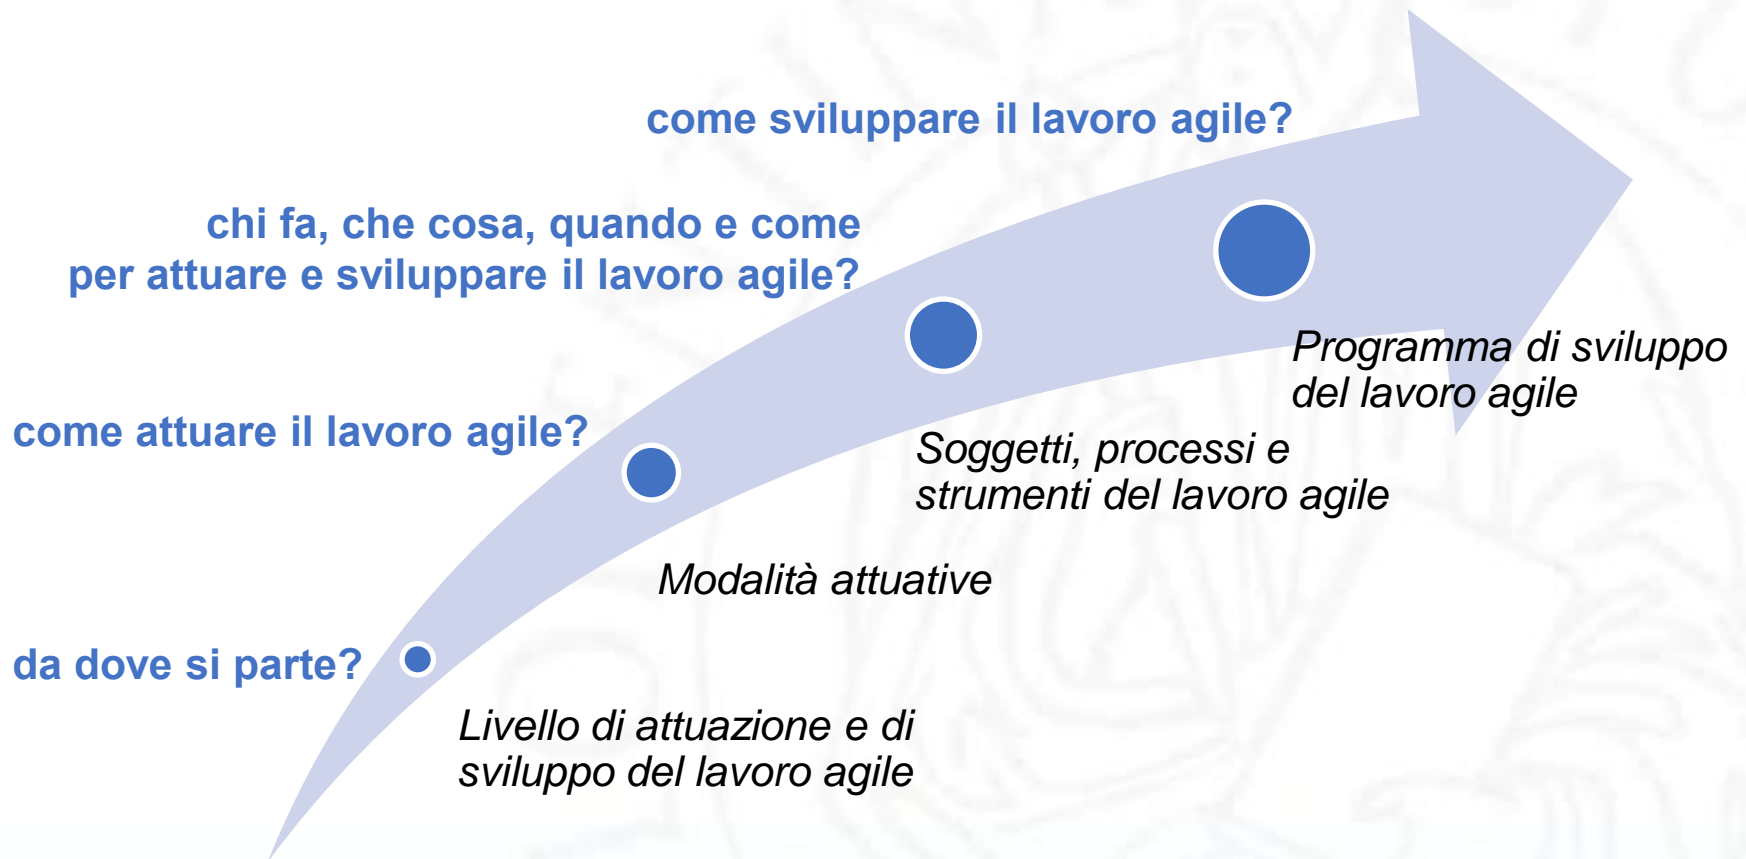 come sviluppare il lavoro agile?
chi fa, che cosa, quando e come
per attuare e sviluppare il lavoro agile?
Programma di sviluppo
del lavoro agile
come attuare il lavoro agile?
Soggetti, processi e
strumenti del lavoro agile
Modalità attuative
da dove si parte?
Livello di attuazione e di
sviluppo del lavoro agile